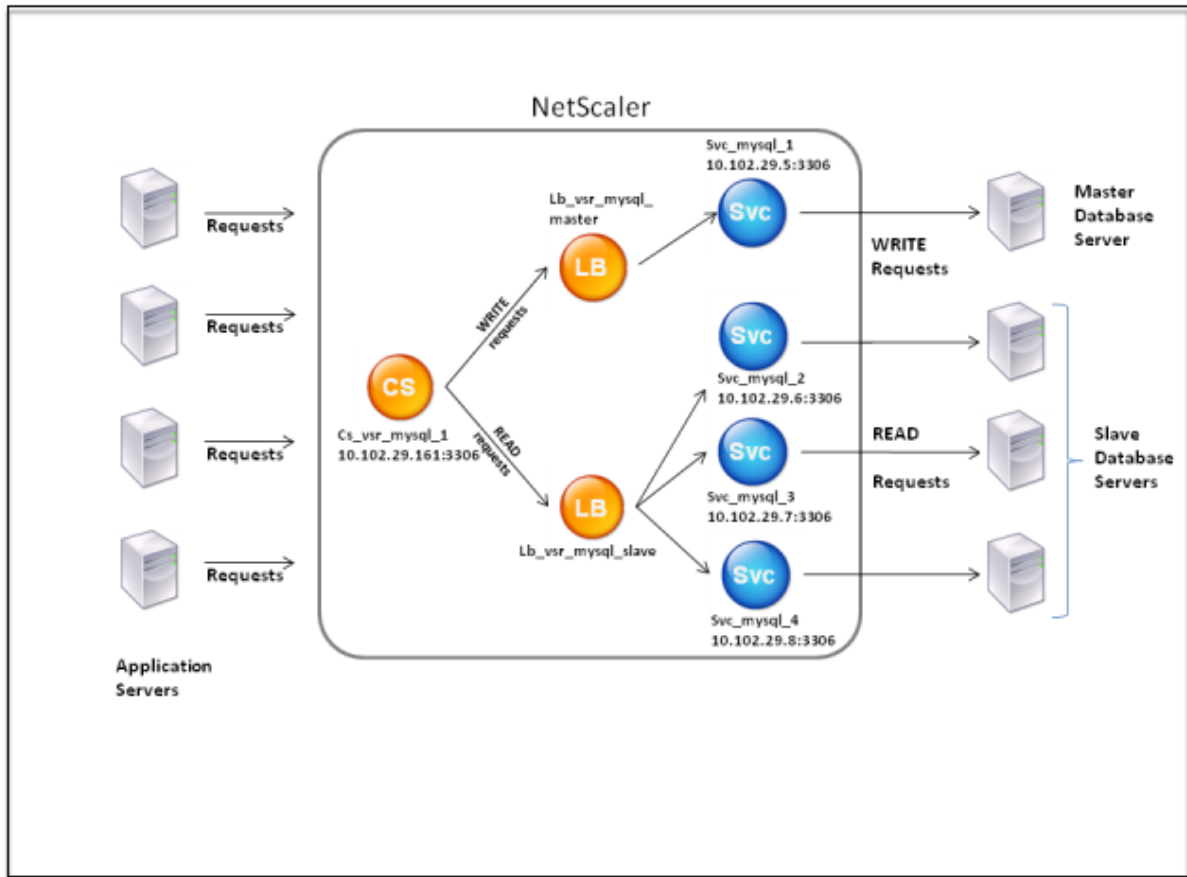 NetScaler
Requests
Requests
Requests
Requests
Application
Servers
CS
Cs_vsr_mysql_1
10.102.29.161:3306
WRITE
requests
READ
requests
Lb_vsr_mysql_
master
LB
LB
Lb_vsr_mysql_slave
Svc_mysql_1
10.102.29.5:3306
Svc
Svc
Svc_mysql_2
10.102.29.6:3306
Svc
Svc_mysql_3
10.102.29.7:3306
Svc
Svc_mysql_4
10.102.29.8:3306
WRITE
Requests
READ
Requests
Master
Database
Server
Slave
Database
Servers